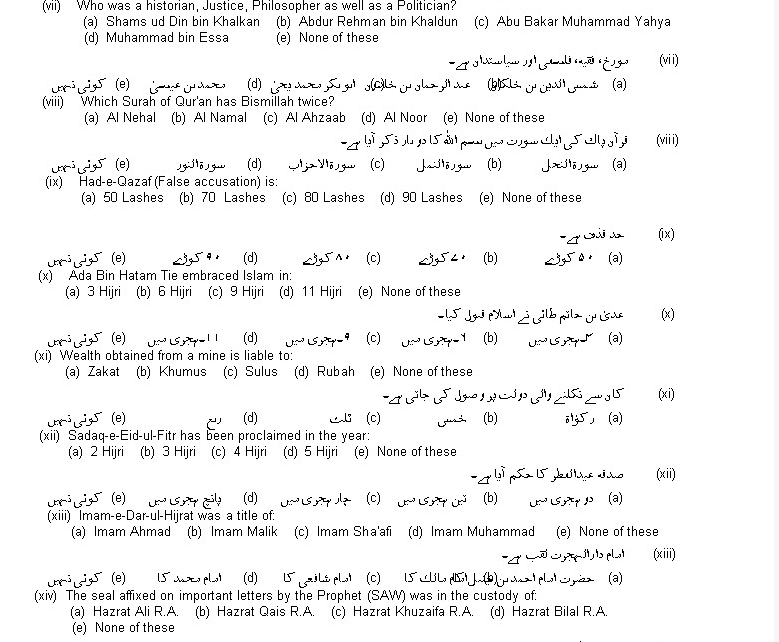 (vii) Who was a historian, Justice, Philosopher as well as a Politician?
(a) Shams ud Din bin Khalkan (b) Abdur Rehman bin Khaldun (c) Abu Bakar Muhammad Yahya
(d) Muhammad bin Essa (e) None of these
(vii) مورخ، فقیہہ، فلسفی اور سیاستدان ہے۔
(a) شمس الدین بن خلکان (b) عبد الرحمان بن خلدون (c) ابو بکر محمد یحیٰ (d) محمد بن عیسیٰ (e) کوئی نہیں
(viii) Which Surah of Qur'an has Bismillah twice?
(a) Al Nehal (b) Al Namal (c) Al Ahzaab (d) Al Noor (e) None of these
(viii) قرآن پاک کی ایک سورت میں بسم اللہ کا دو بار ذکر آیا ہے۔
(a) سورۃ النحل (b) سورۃ النمل (c) سورۃ الاحزاب (d) سورۃ النور (e) کوئی نہیں
(ix) Had-e-Qazaf (False accusation) is:
(a) 50 Lashes (b) 70 Lashes (c) 80 Lashes (d) 90 Lashes (e) None of these
(ix) حد قذف ہے۔
(a) ۵۰ کوڑے (b) ۷۰ کوڑے (c) ۸۰ کوڑے (d) ۹۰ کوڑے (e) کوئی نہیں
(x) Ada Bin Hatam Tie embraced Islam in:
(a) 3 Hijri (b) 6 Hijri (c) 9 Hijri (d) 11 Hijri (e) None of these
(x) عدیٰ بن حاتم طائی نے اسلام قبول کیا۔
(a) ۳۔ہجری میں (b) ۶۔ہجری میں (c) ۹۔ہجری میں (d) ۱۱۔ہجری میں (e) کوئی نہیں
(xi) Wealth obtained from a mine is liable to:
(a) Zakat (b) Khumus (c) Sulus (d) Rubah (e) None of these
(xi) کان سے نکلنے والی دولت پر وصول کی جاتی ہے۔
(a) زکوٰۃ (b) خمس (c) ثلث (d) ربع (e) کوئی نہیں
(xii) Sadaq-e-Eid-ul-Fitr has been proclaimed in the year:
(a) 2 Hijri (b) 3 Hijri (c) 4 Hijri (d) 5 Hijri (e) None of these
(xii) صدقہ عیدالفطر کا حکم آیا ہے۔
(a) دو ہجری میں (b) تین ہجری میں (c) چار ہجری میں (d) پانچ ہجری میں (e) کوئی نہیں
(xiii) Imam-e-Dar-ul-Hijrat was a title of:
(a) Imam Ahmad (b) Imam Malik (c) Imam Sha'afi (d) Imam Muhammad (e) None of these
(xiii) امام دارالہجرت لقب ہے۔
(a) حضرت امام احمد بن حنبل کا (b) امام مالک کا (c) امام شافعی کا (d) امام محمد کا (e) کوئی نہیں
(xiv) The seal affixed on important letters by the Prophet (SAW) was in the custody of:
(a) Hazrat Ali R.A. (b) Hazrat Qais R.A. (c) Hazrat Khuzaifa R.A. (d) Hazrat Bilal R.A.
(e) None of these